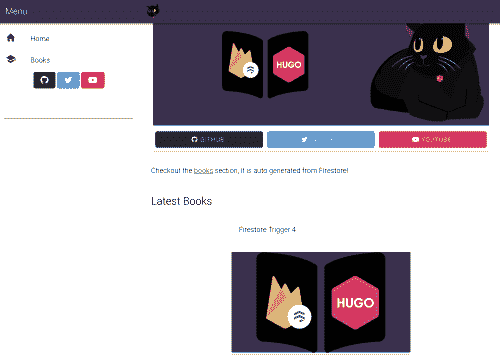 Menu
Home
Books
HUGO
GITHUB
YOUTUBE
Checkout the books section, it is auto generated from Firestore!
Latest Books
Firestore Trigger 4
HUGO